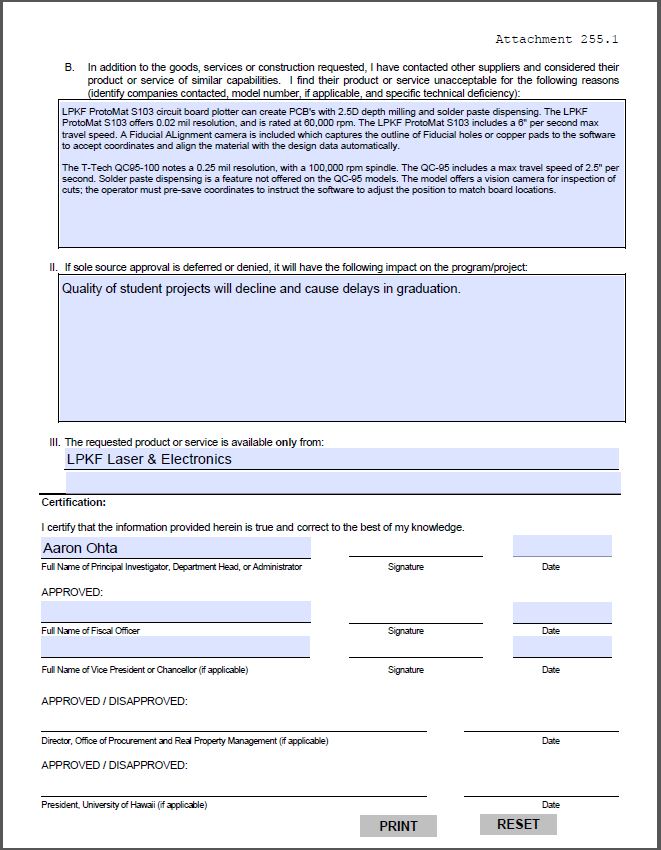 Attachment 255.1
B. In addition to the goods, services or construction requested, I have contacted other suppliers and considered their
product or service of similar capabilities. I find their product or service unacceptable for the following reasons
(identify companies contacted, model number, if applicable, and specific technical deficiency):
LPKF ProtoMat S103 circuit board plotter can create PCB's with 2.5D depth milling and solder paste dispensing. The LPKF
ProtoMat S103 offers 0.02 mil resolution, and is rated at 60,000 rpm. The LPKF ProtoMat S103 includes a 6" per second max
travel speed. A Fiducial ALignment camera is included which captures the outline of Fiducial holes or copper pads to the software
to accept coordinates and align the material with the design data automatically.
The T-Tech QC95-100 notes a 0.25 mil resolution, with a 100,000 rpm spindle. The QC-95 includes a max travel speed of 2.5" per
second. Solder paste dispensing is a feature not offered on the QC-95 models. The model offers a vision camera for inspection of
cuts; the operator must pre-save coordinates to instruct the software to adjust the position to match board locations.
II. If sole source approval is deferred or denied, it will have the following impact on the program/project:
Quality of student projects will decline and cause delays in graduation.
III. The requested product or service is available only from:
LPKF Laser & Electronics
Certification:
I certify that the information provided herein is true and correct to the best of my knowledge.
Aaron Ohta
Full Name of Principal Investigator, Department Head, or Administrator Signature Date
APPROVED:
Full Name of Fiscal Officer Signature Date
Full Name of Vice President or Chancellor (if applicable) Signature Date
APPROVED / DISAPPROVED:
Director, Office of Procurement and Real Property Management (if applicable) Date
APPROVED / DISAPPROVED:
President, University of Hawaii (if applicable) Date
PRINT RESET